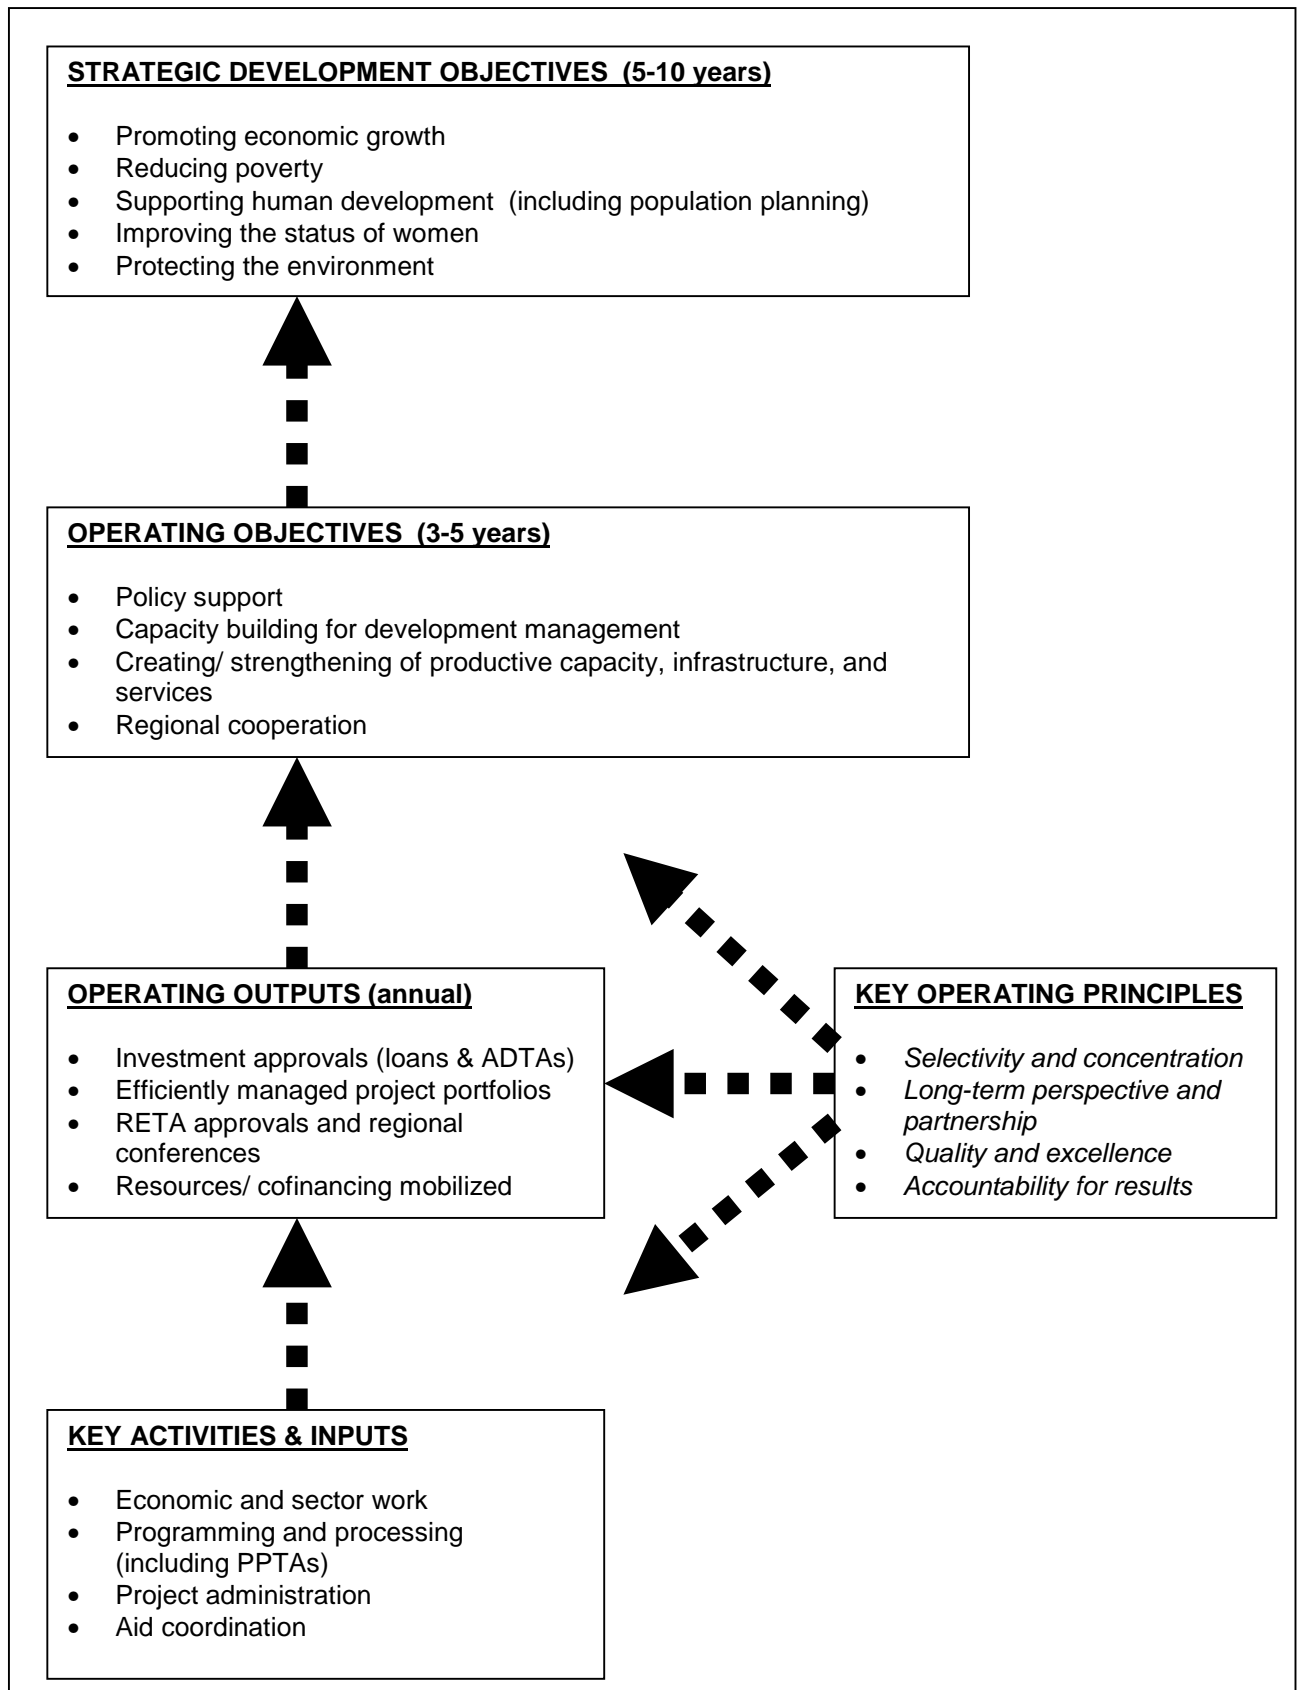 STRATEGIC DEVELOPMENT OBJECTIVES (5-10 years)
• Promoting economic growth
• Reducing poverty
• Supporting human development (including population planning)
• Improving the status of women
• Protecting the environment
OPERATING OBJECTIVES (3-5 years)
• Policy support
• Capacity building for development management
• Creating/ strengthening of productive capacity, infrastructure, and
services
• Regional cooperation
OPERATING OUTPUTS (annual)
• Investment approvals (loans & ADTAs)
• Efficiently managed project portfolios
• RETA approvals and regional
conferences
• Resources/ cofinancing mobilized
KEY OPERATING PRINCIPLES
• Selectivity and concentration
• Long-term perspective and
partnership
• Quality and excellence
• Accountability for results
KEY ACTIVITIES & INPUTS
• Economic and sector work
• Programming and processing
(including PPTAs)
• Project administration
• Aid coordination